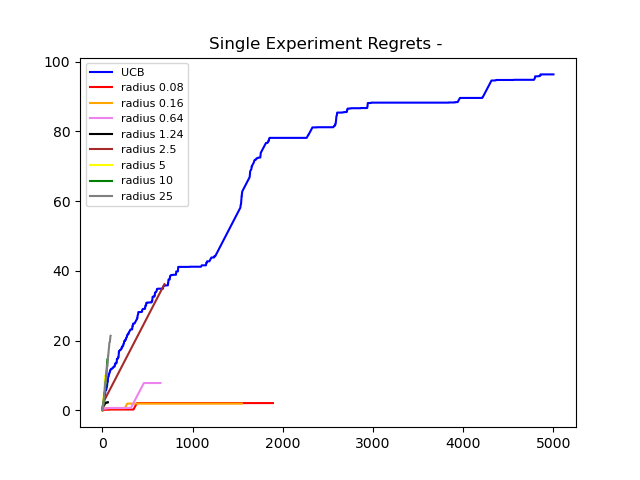 Single Experiment Regrets -
100
80
60
40
20
0
UCB
radius 0.08
radius 0.16
radius 0.64
radius 1.24
radius 2.5
radius 5
radius 10
radius 25
0 1000 2000 3000 4000 5000